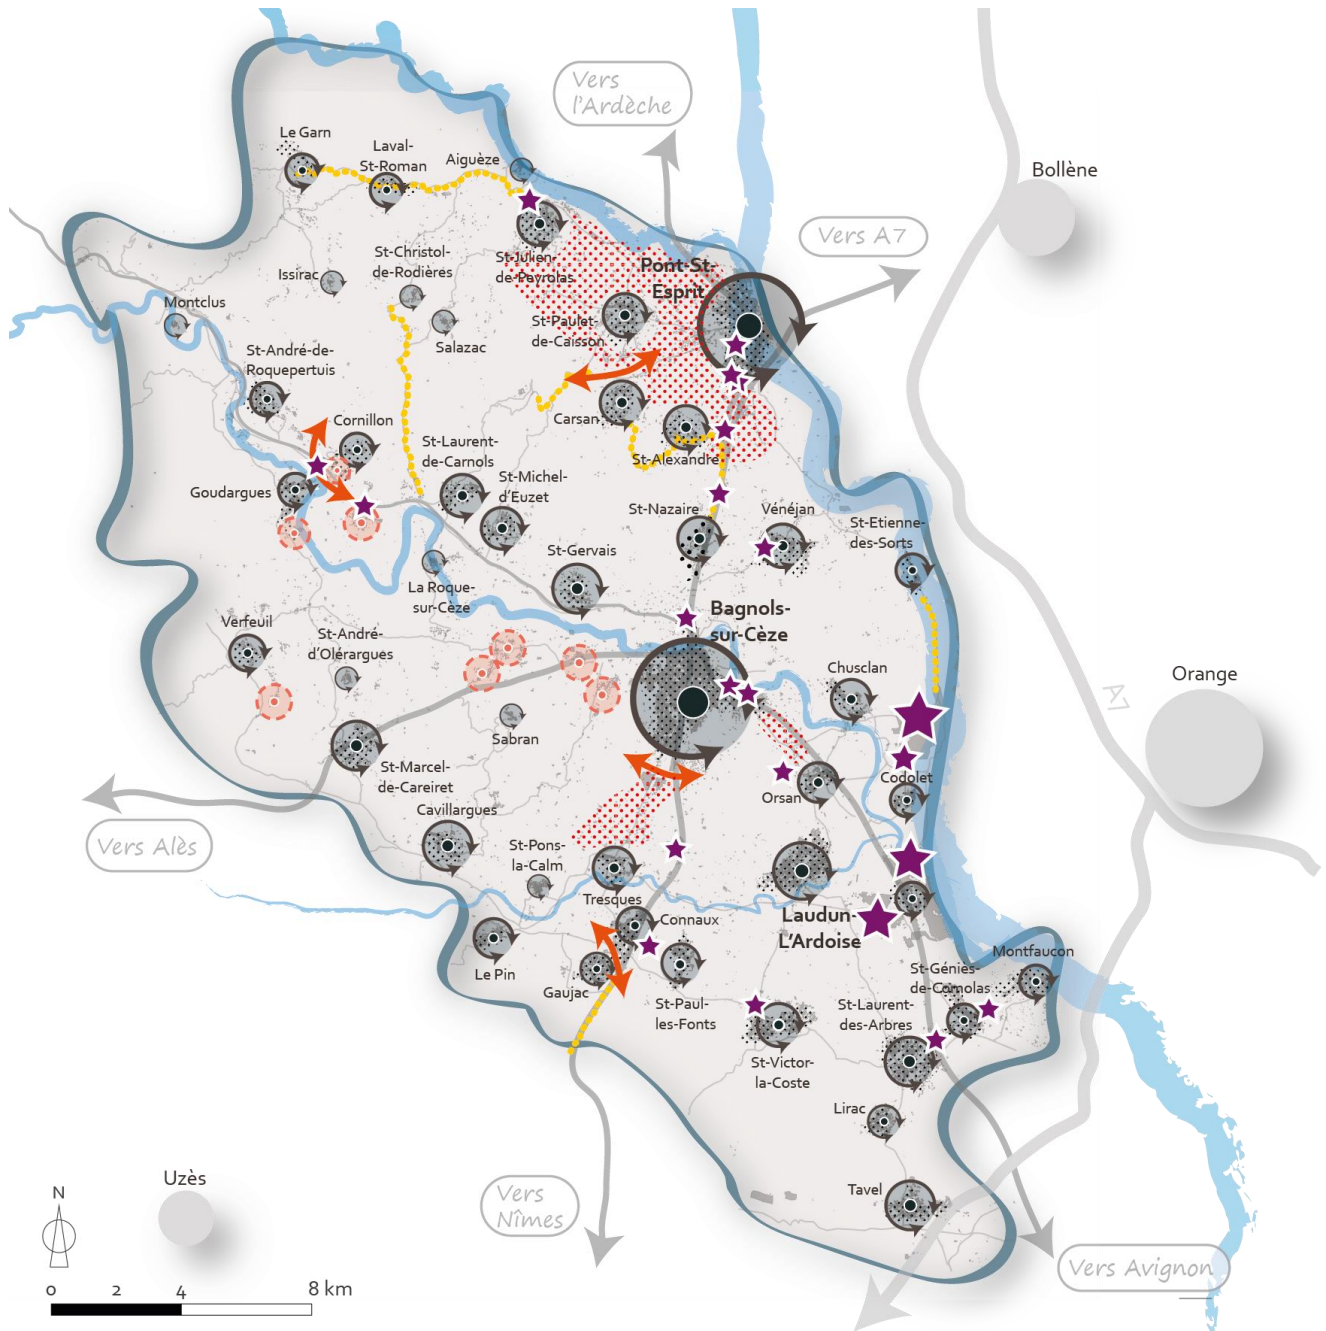 Vers
l'Ardèche
Le Garn
Laval-
St-Roman
Aiguèze
Bollène
Vers A7
St-Christol-
de-Rodières
Issirac
St-Julien-
de-Peyrolas
Pont-St-
Esprit
Montclus
Salazac
St-Paulet-
de-Caisson
St-André-de-
Roquepertuis
Cornillon
Carsan
St-Laurent-
de-Carnols
St-Alexandre
St-Michel-
d'Euzet
Goudargues
St-Nazaire
Vénéjan
St-Etienne-
des-Sorts
St-Gervais
La Roque-
sur-Cèze
Bagnols-
sur-Cèze
Verfeuil
St-André-
d'Olérargues
Chusclan
Orange
A7
Sabran
St-Marcel-
de-Careiret
Codolet
Orsan
Cavillargues
Vers Alès
St-Pons-
la-Calm
Tresques
Laudun-
L'Ardoise
Connaux
Le Pin
Gaujac
St-Paul-
les-Fonts
Montfaucon
St-Géniès-
de-Comolas
St-Laurent-
des-Arbres
St-Victor-
la-Coste
Lirac
Tavel
Uzès
Vers
Nîmes
Vers Avignon
N
0 2 4 8 km